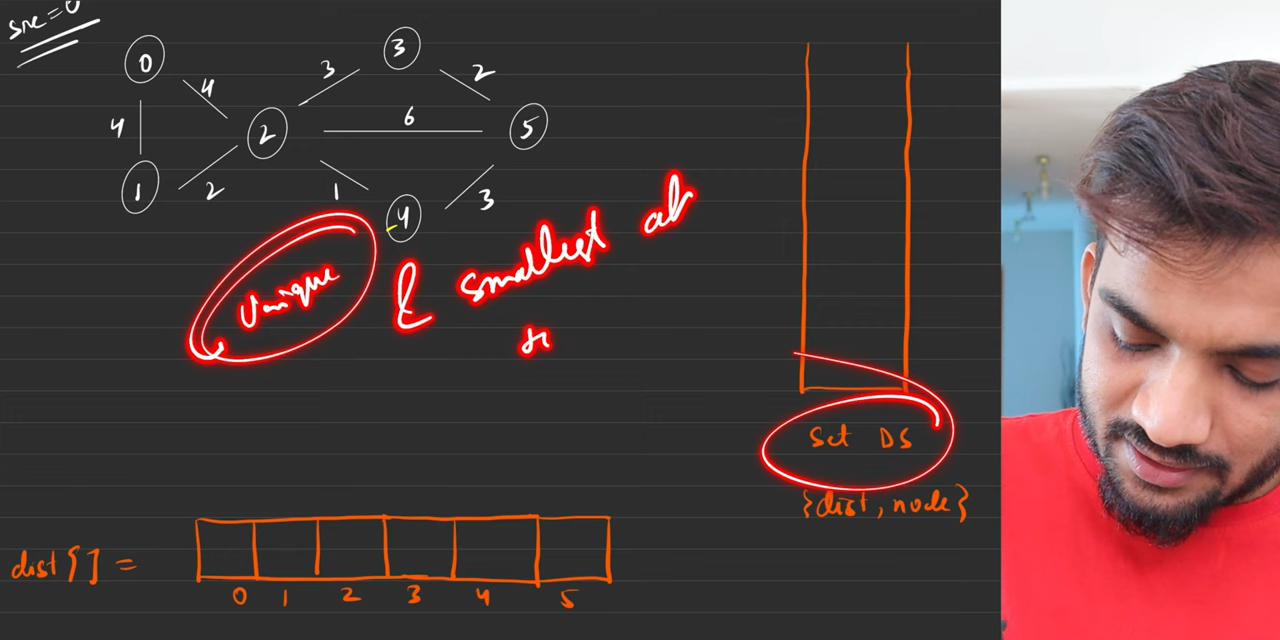 src = 0
0
3
4
3
2
4
2
6
5
1
2
1
4
3
Unique & smallest at
Set DS
{dist, node}
dist[] =
0 1 2 3 4 5